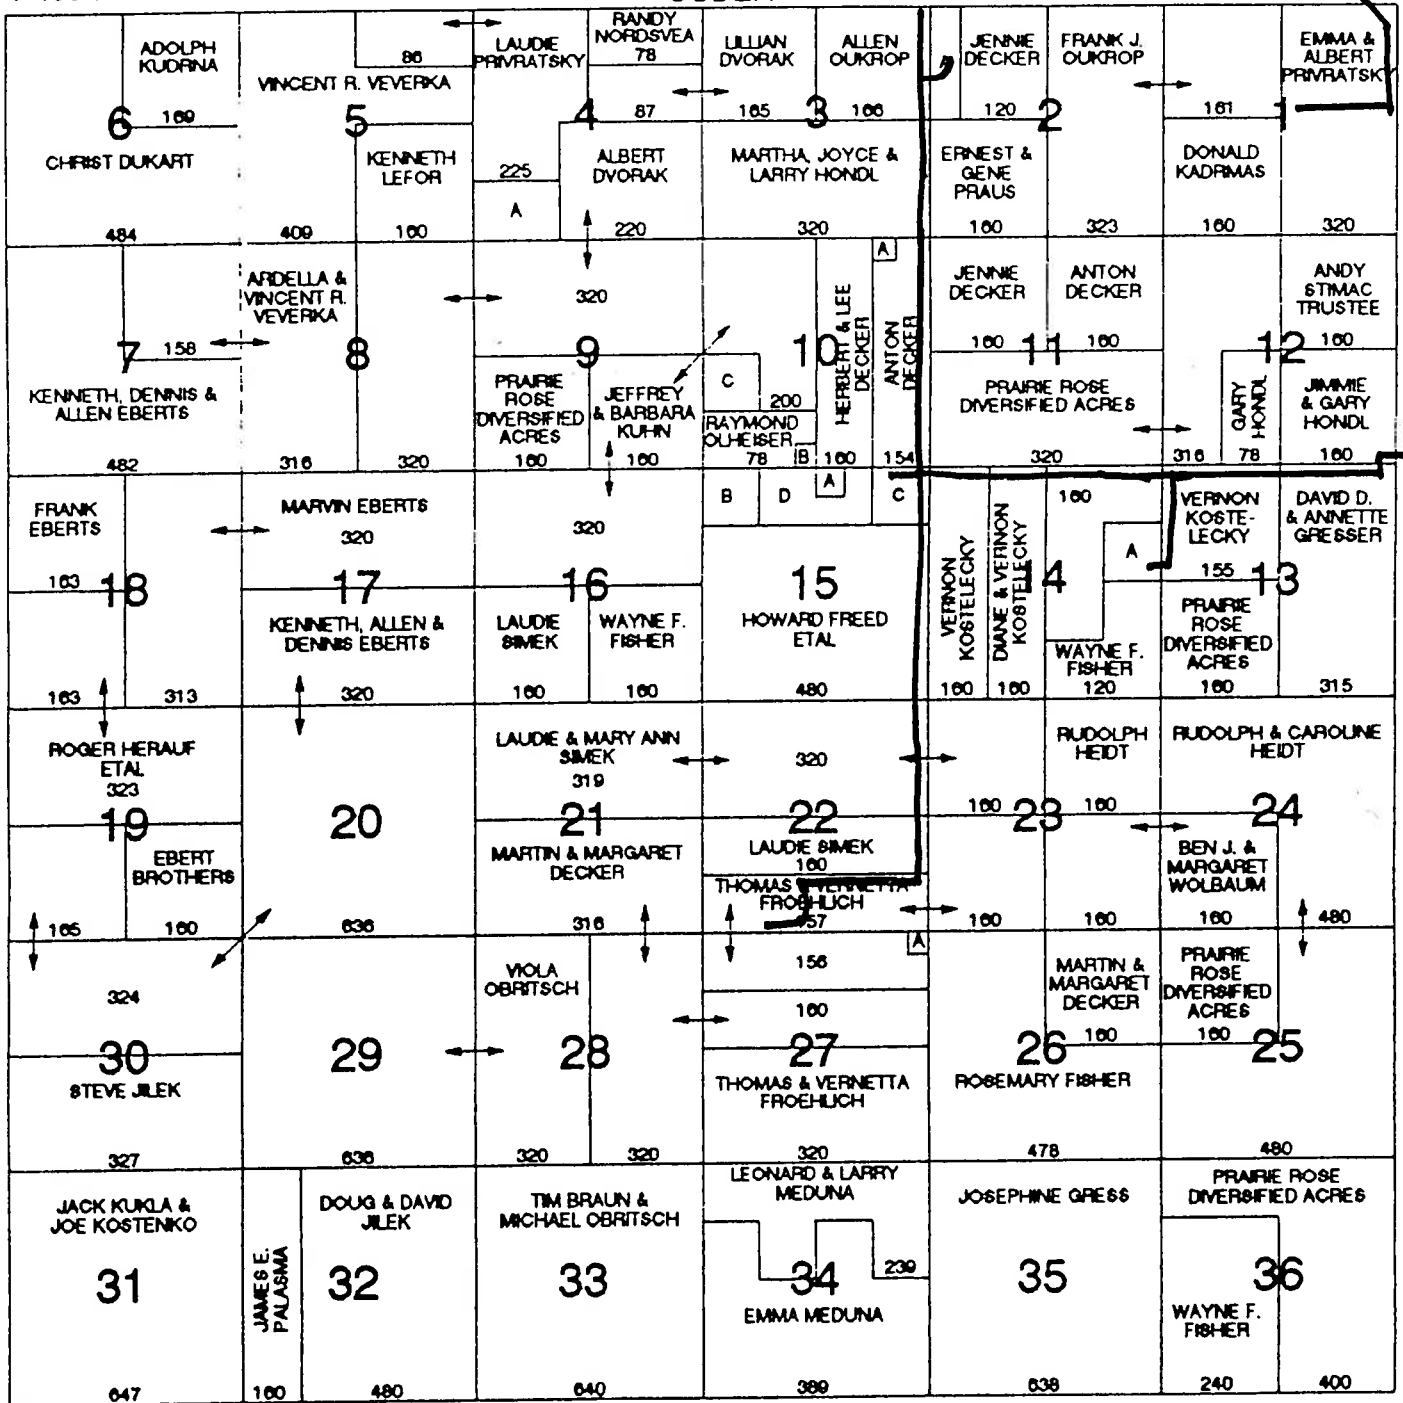 ADOLPH
KUDRNA
169
6
CHRIST DUKART
484
86
VINCENT R. VEVERKA
5
KENNETH
LEFOR
409
160
LAUDIE
PRIVRATSKY
RANDY
NORDSVEA
78
4
87
225
A
ALBERT
DVORAK
220
LILLIAN
DVORAK
ALLEN
OUKROP
165
3
166
MARTHA, JOYCE &
LARRY HONDL
320
JENNIE
DECKER
FRANK J.
OUKROP
120
2
ERNEST &
GENE
PRAUS
160
323
EMMA &
ALBERT
PRIVRATSKY
161
1
DONALD
KADRMAS
160
320
7
158
KENNETH, DENNIS &
ALLEN EBERTS
482
ARDELLA &
VINCENT R.
VEVERKA
8
316
320
320
9
PRAIRIE
ROSE
DIVERSIFIED
ACRES
160
JEFFREY
& BARBARA
KUHN
160
A
10
HERBERT & LEE
DECKER
ANTON
DECKER
C
200
RAYMOND
OLHEISER
78
B
160
154
JENNIE
DECKER
ANTON
DECKER
160
11
160
PRAIRIE ROSE
DIVERSIFIED ACRES
320
ANDY
STIMAC
TRUSTEE
12
160
GARY
HONDL
JIMMIE
& GARY
HONDL
316
78
160
FRANK
EBERTS
163
18
163
313
MARVIN EBERTS
320
17
KENNETH, ALLEN &
DENNIS EBERTS
320
320
16
LAUDIE
SIMEK
WAYNE F.
FISHER
160
160
B
D
A
C
15
HOWARD FREED
ETAL
480
VERNON
KOSTELECKY
DIANE & VERNON
KOSTELECKY
160
14
A
WAYNE F.
FISHER
160
160
120
VERNON
KOSTE-
LECKY
DAVID D.
& ANNETTE
GRESSER
155
13
PRAIRIE
ROSE
DIVERSIFIED
ACRES
160
315
ROGER HERAUF
ETAL
323
19
EBERT
BROTHERS
165
160
20
636
LAUDIE & MARY ANN
SIMEK
319
21
MARTIN & MARGARET
DECKER
316
320
22
LAUDIE SIMEK
160
THOMAS & VERNETTA
FROEHLICH
157
RUDOLPH
HEIDT
160
23
160
160
160
RUDOLPH & CAROLINE
HEIDT
24
BEN J. &
MARGARET
WOLBAUM
160
480
324
30
STEVE JILEK
327
29
636
VIOLA
OBRITSCH
28
320
320
A
156
160
27
THOMAS & VERNETTA
FROEHLICH
320
MARTIN &
MARGARET
DECKER
26
160
ROSEMARY FISHER
478
PRAIRIE
ROSE
DIVERSIFIED
ACRES
160
25
480
JACK KUKLA &
JOE KOSTENKO
31
647
JAMES E.
PALASMA
160
DOUG & DAVID
JILEK
32
480
TIM BRAUN &
MICHAEL OBRITSCH
33
640
LEONARD & LARRY
MEDUNA
239
34
EMMA MEDUNA
389
JOSEPHINE GRESS
35
638
PRAIRIE ROSE
DIVERSIFIED ACRES
36
WAYNE F.
FISHER
240
400